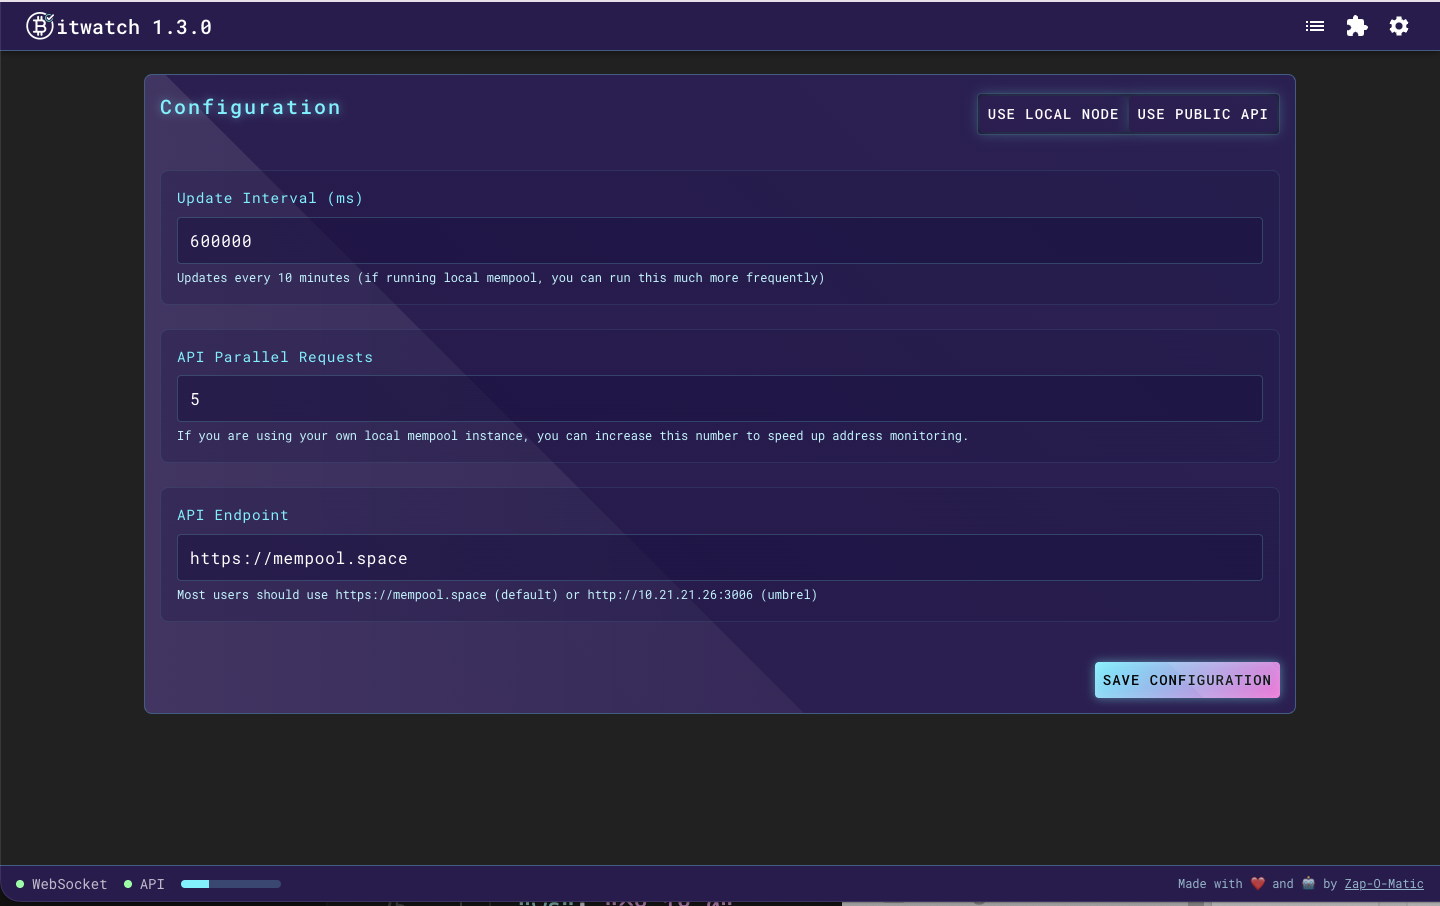 itwatch 1.3.0
Configuration
USE LOCAL NODE USE PUBLIC API
Update Interval (ms)
600000
Updates every 10 minutes (if running local mempool, you can run this much more frequently)
API Parallel Requests
5
If you are using your own local mempool instance, you can increase this number to speed up address monitoring.
API Endpoint
https://mempool.space
Most users should use https://mempool.space (default) or http://10.21.21.26:3006 (umbrel)
SAVE CONFIGURATION
WebSocket API
Made with ❤️ and 🤖 by Zap-O-Matic